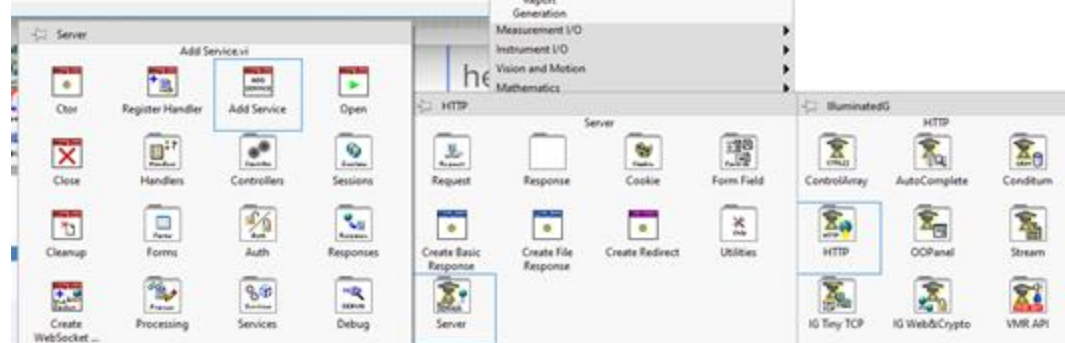 Report
Generation
Measurement I/O
Instrument I/O
Vision and Motion
Mathematics
he
Server
Add Service.vi
Ctor
Register Handler
Add Service
Open
Close
Handlers
Controllers
Sessions
Cleanup
Forms
Auth
Responses
Create
WebSocket ...
Processing
Services
Debug
HTTP
Server
Request
Response
Cookie
Form Field
Create Basic
Response
Create File
Response
Create Redirect
Utilities
Server
IlluminatedG
HTTP
ControlArray
AutoComplete
Conditum
HTTP
OOPanel
Stream
IG Tiny TCP
IG Web&Crypto
VMR API